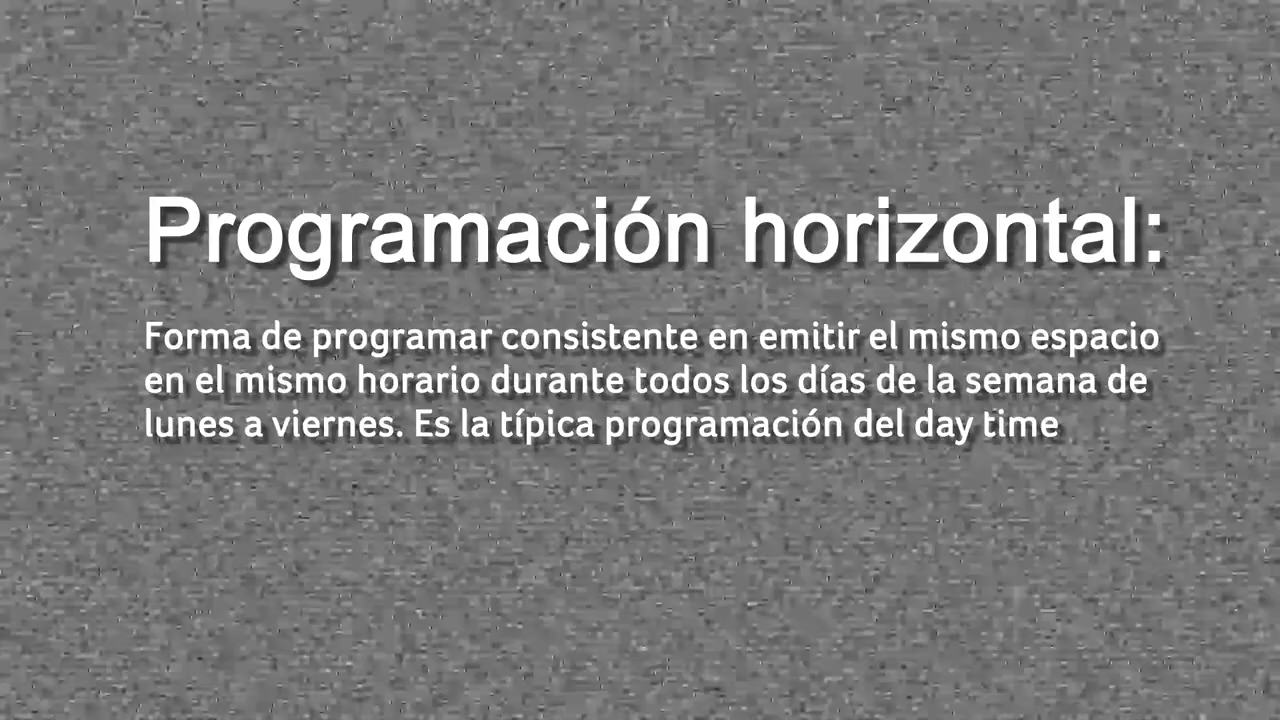 Programación horizontal:
Forma de programar consistente en emitir el mismo espacio
en el mismo horario durante todos los días de la semana de
lunes a viernes. Es la típica programación del day time